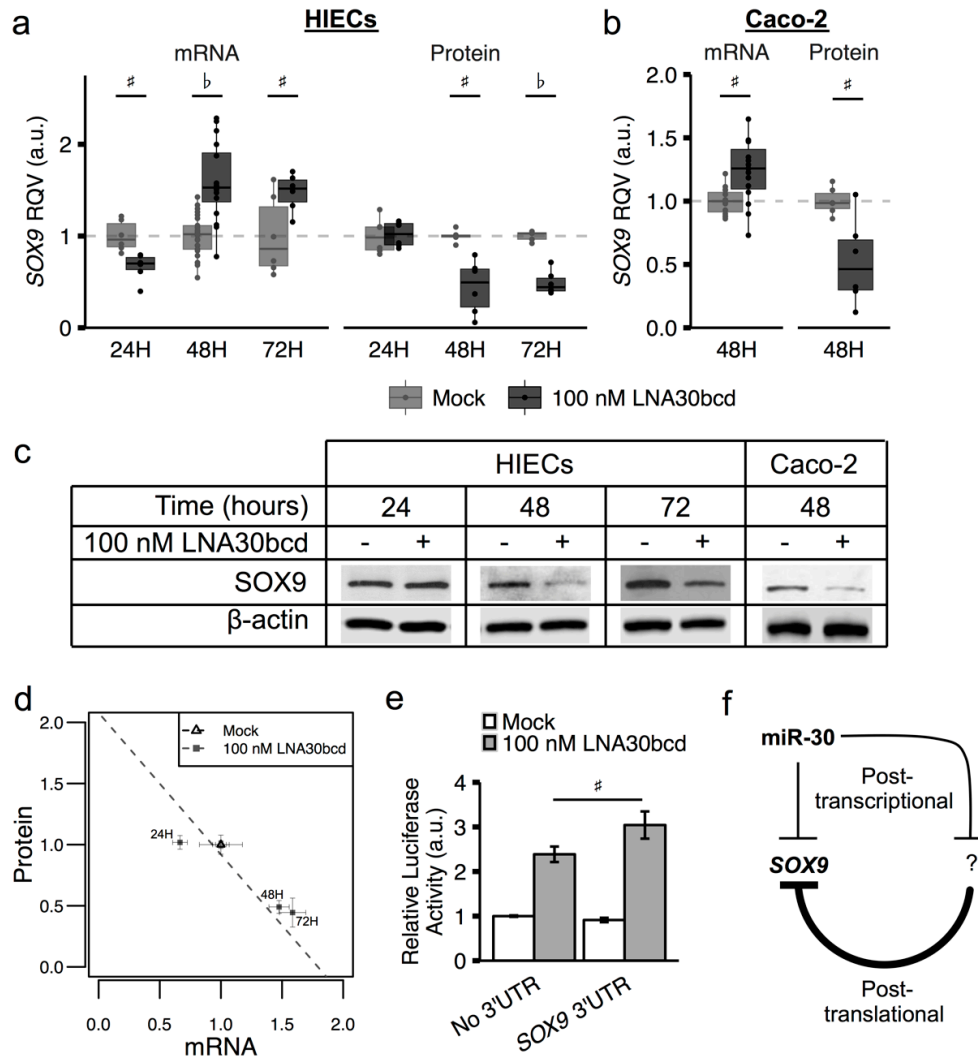 a
HIECs
b
Caco-2
mRNA
Protein
mRNA
Protein
♯ ♭ ♯ ♯ ♭
♯ ♯
SOX9 RQV (a.u.)
2
1
0
24H 48H 72H 24H 48H 72H
SOX9 RQV (a.u.)
2.0
1.5
1.0
0.5
0.0
48H 48H
Mock 100 nM LNA30bcd
c
HIECs Caco-2
Time (hours) 24 48 72 48
100 nM LNA30bcd - + - + - + - +
SOX9
β-actin
d
Mock
100 nM LNA30bcd
Protein
2.0
1.5
1.0
0.5
0.0
24H
48H
72H
0.0 0.5 1.0 1.5 2.0
mRNA
e
Mock
100 nM LNA30bcd
♯
Relative Luciferase
Activity (a.u.)
4
3
2
1
0
No 3'UTR
SOX9 3'UTR
f
miR-30
Post-
transcriptional
SOX9 ?
Post-
translational